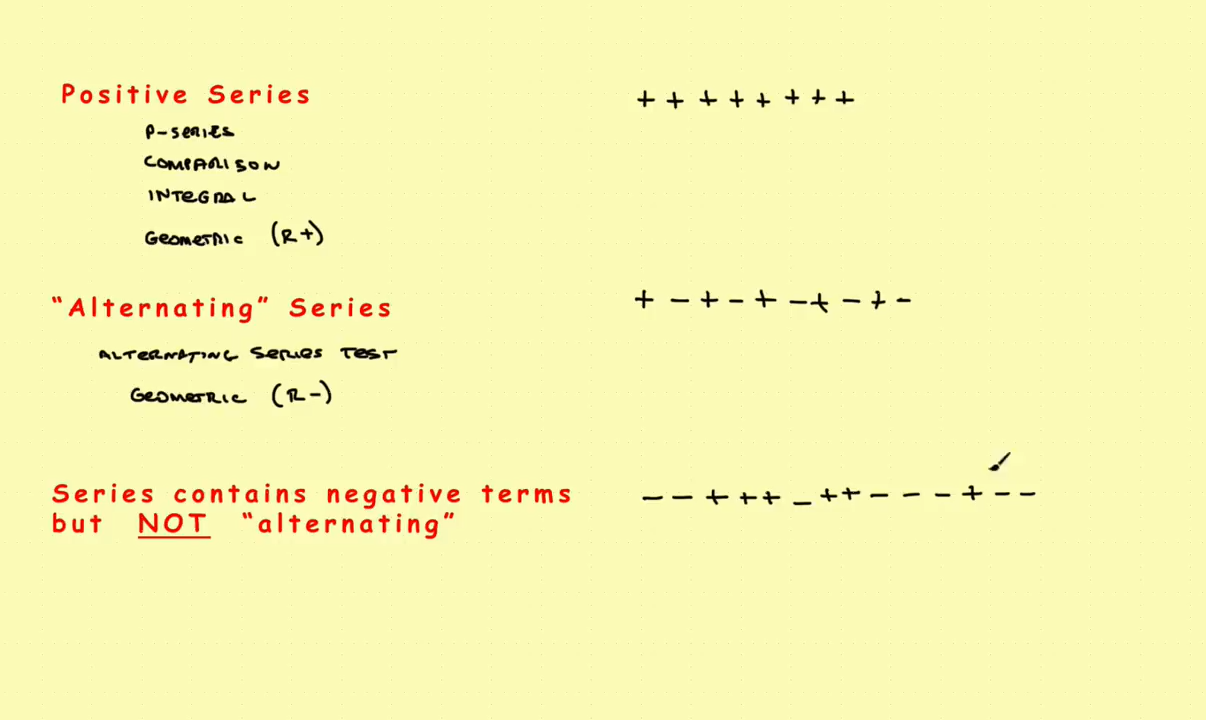 Positive Series
+ + + + + + + +
P-SERIES
COMPARISON
INTEGRAL
GEOMETRIC (R+)
“Alternating” Series
+ - + - + - + - + -
ALTERNATING SERIES TEST
GEOMETRIC (R-)
Series contains negative terms
but NOT “alternating”
- - + + + - + + - - - + - -